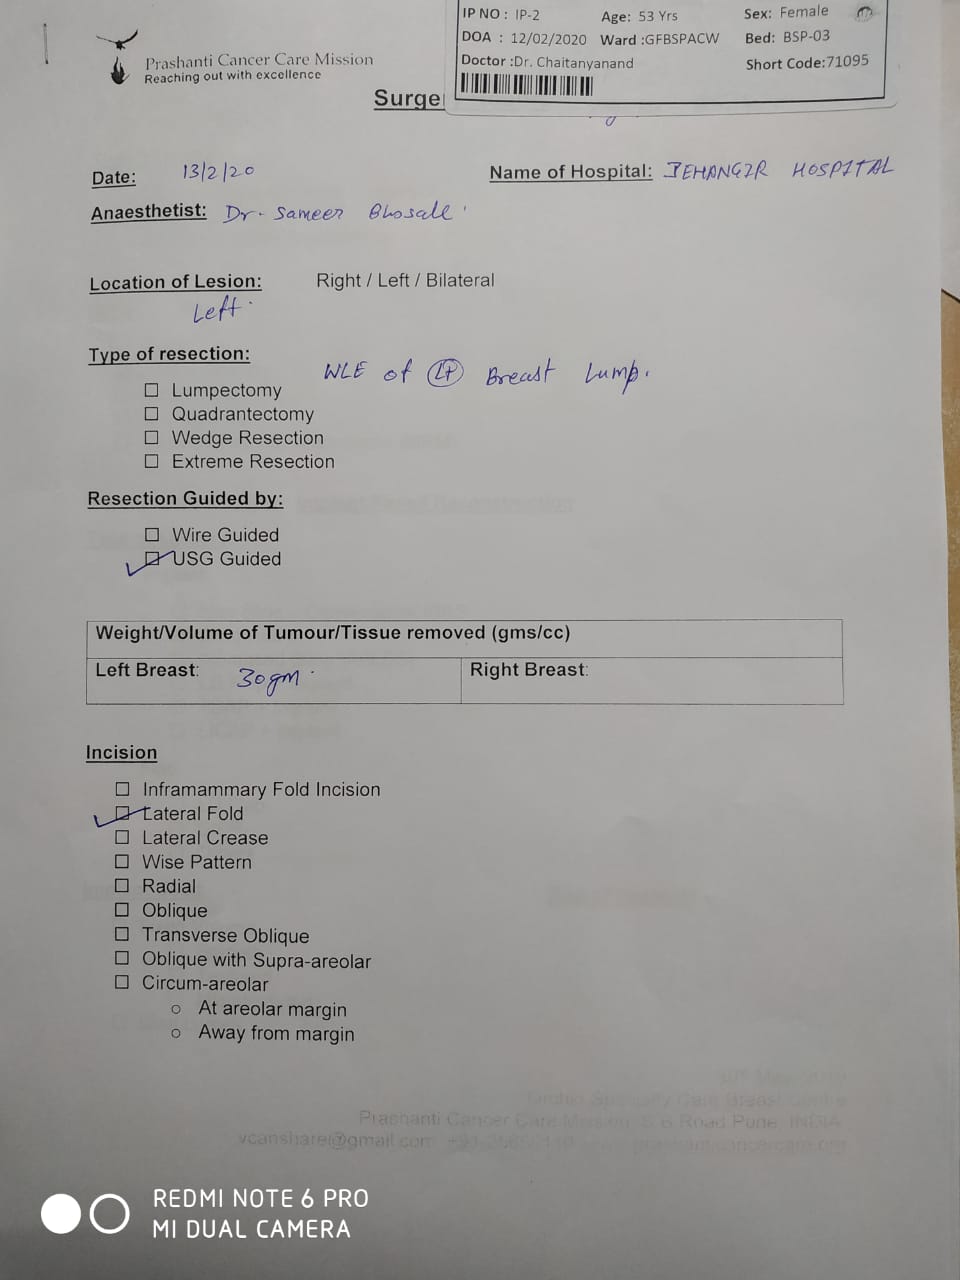 IP NO : IP-2 Age: 53 Yrs Sex: Female
DOA : 12/02/2020 Ward :GFBSPACW Bed: BSP-03
Doctor :Dr. Chaitanyanand Short Code:71095
Prashanti Cancer Care Mission
Reaching out with excellence
Surge
Date: 13/2/20 Name of Hospital: JEHANGIR HOSPITAL
Anaesthetist: Dr. Sameer Bhosale
Location of Lesion: Right / Left / Bilateral
Left
Type of resection:
WLE of Lt Breast Lump.
☐ Lumpectomy
☐ Quadrantectomy
☐ Wedge Resection
☐ Extreme Resection
Resection Guided by:
☐ Wire Guided
☑ USG Guided
Weight/Volume of Tumour/Tissue removed (gms/cc)
Left Breast: 30gm. Right Breast:
Incision
☐ Inframammary Fold Incision
☑ Lateral Fold
☐ Lateral Crease
☐ Wise Pattern
☐ Radial
☐ Oblique
☐ Transverse Oblique
☐ Oblique with Supra-areolar
☐ Circum-areolar
○ At areolar margin
○ Away from margin
Prashanti Cancer Care Mission, Road Pune, INDIA
vcanshare@gmail.com
REDMI NOTE 6 PRO
MI DUAL CAMERA